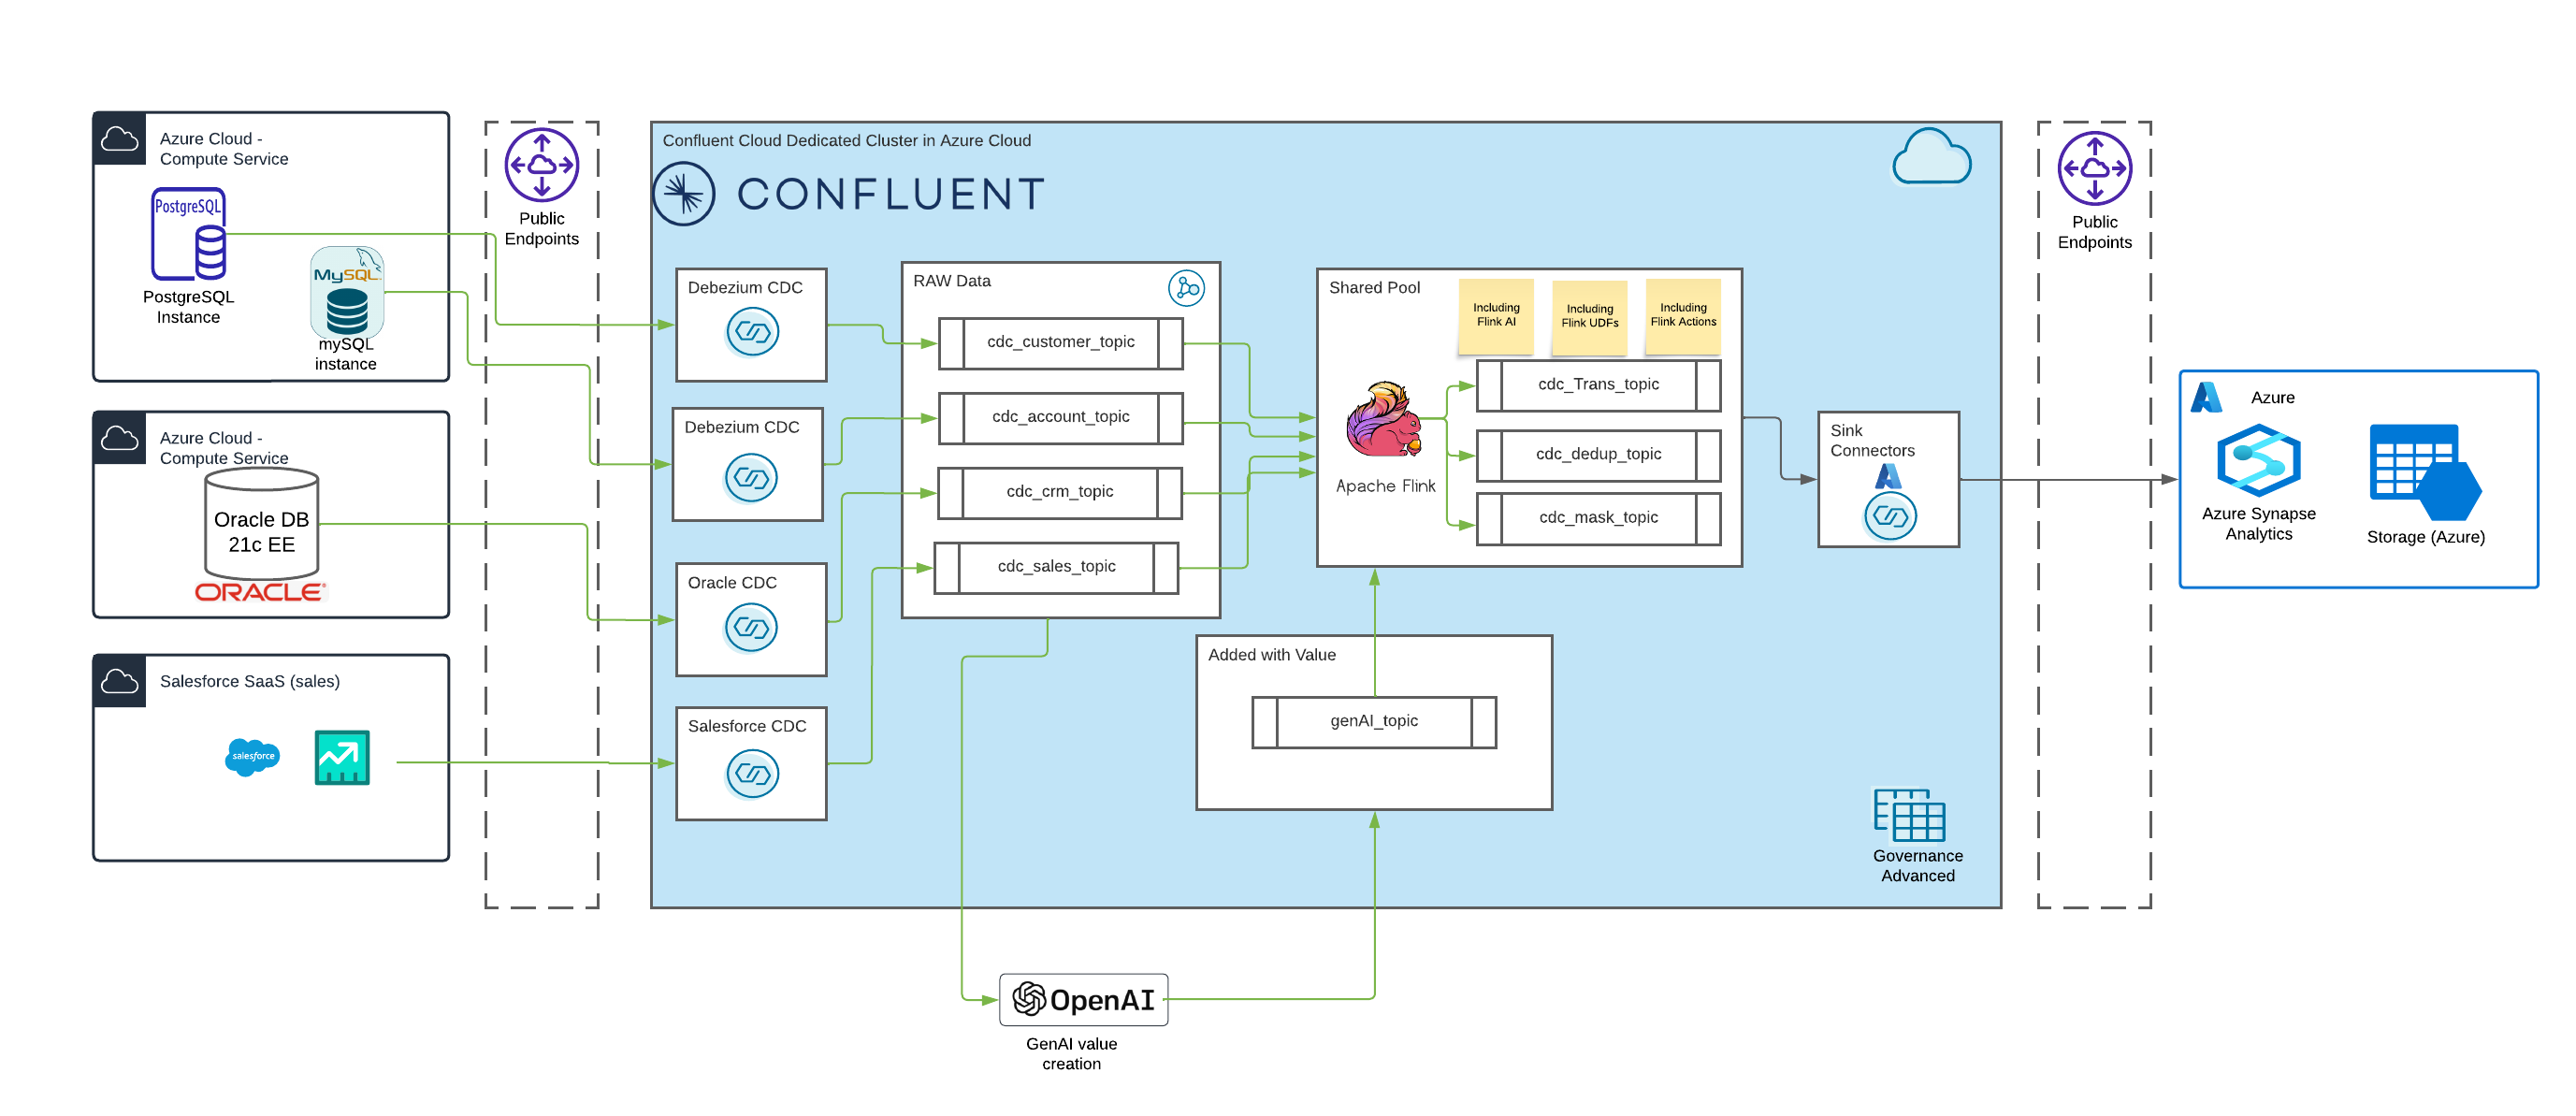 Azure Cloud -
Compute Service
PostgreSQL
PostgreSQL
Instance
MySQL
mySQL
instance
Azure Cloud -
Compute Service
Oracle DB
21c EE
ORACLE
Salesforce SaaS (sales)
salesforce
Public
Endpoints
Confluent Cloud Dedicated Cluster in Azure Cloud
CONFLUENT
Debezium CDC
Debezium CDC
Oracle CDC
Salesforce CDC
RAW Data
cdc_customer_topic
cdc_account_topic
cdc_crm_topic
cdc_sales_topic
Shared Pool
Including
Flink AI
Including
Flink UDFs
Including
Flink Actions
Apache Flink
cdc_Trans_topic
cdc_dedup_topic
cdc_mask_topic
Added with Value
genAI_topic
Sink
Connectors
Governance
Advanced
OpenAI
GenAI value
creation
Public
Endpoints
Azure
Azure Synapse
Analytics
Storage (Azure)